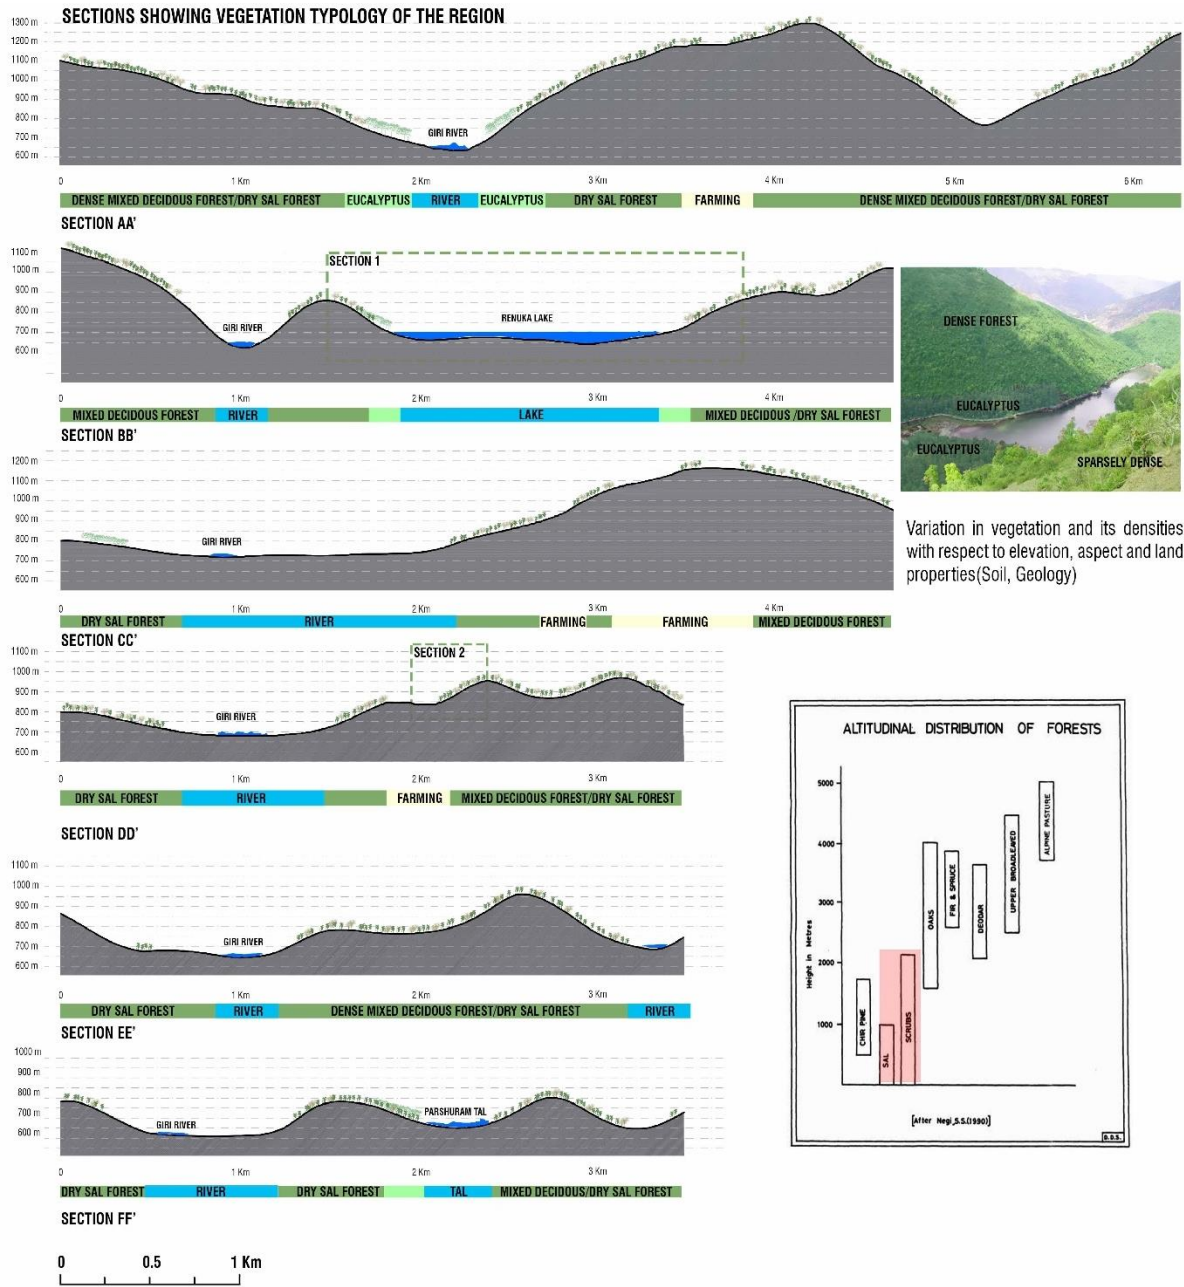 SECTIONS SHOWING VEGETATION TYPOLOGY OF THE REGION
1300 m
1200 m
1100 m
1000 m
900 m
800 m
700 m
600 m
GIRI RIVER
0 1 Km 2 Km 3 Km 4 Km 5 Km 6 Km
DENSE MIXED DECIDOUS FOREST/DRY SAL FOREST EUCALYPTUS RIVER EUCALYPTUS DRY SAL FOREST FARMING DENSE MIXED DECIDOUS FOREST/DRY SAL FOREST
SECTION AA'
1100 m
1000 m
900 m
800 m
700 m
600 m
SECTION 1
GIRI RIVER
RENUKA LAKE
0 1 Km 2 Km 3 Km 4 Km
MIXED DECIDOUS FOREST RIVER LAKE MIXED DECIDOUS /DRY SAL FOREST
SECTION BB'
DENSE FOREST
EUCALYPTUS
EUCALYPTUS
SPARSELY DENSE
Variation in vegetation and its densities
with respect to elevation, aspect and land
properties(Soil, Geology)
1200 m
1100 m
1000 m
900 m
800 m
700 m
600 m
GIRI RIVER
0 1 Km 2 Km 3 Km 4 Km
DRY SAL FOREST RIVER FARMING FARMING MIXED DECIDOUS FOREST
SECTION CC'
1100 m
1000 m
900 m
800 m
700 m
600 m
SECTION 2
GIRI RIVER
0 1 Km 2 Km 3 Km
DRY SAL FOREST RIVER FARMING MIXED DECIDOUS FOREST/DRY SAL FOREST
SECTION DD'
1100 m
1000 m
900 m
800 m
700 m
600 m
GIRI RIVER
0 1 Km 2 Km 3 Km
DRY SAL FOREST RIVER DENSE MIXED DECIDOUS FOREST/DRY SAL FOREST RIVER
SECTION EE'
1000 m
900 m
800 m
700 m
600 m
GIRI RIVER
PARSHURAM TAL
0 1 Km 2 Km 3 Km
DRY SAL FOREST RIVER DRY SAL FOREST TAL MIXED DECIDOUS/DRY SAL FOREST
SECTION FF'
0 0.5 1 Km
ALTITUDINAL DISTRIBUTION OF FORESTS
Height in Metres
5000
4000
3000
2000
1000
CHIR PINE
SAL
SCRUBS
OAKS
FIR & SPRUCE
DEODAR
UPPER BROADLEAVED
ALPINE PASTURE
[After Negi,S.S.(1990)]
D.D.S.